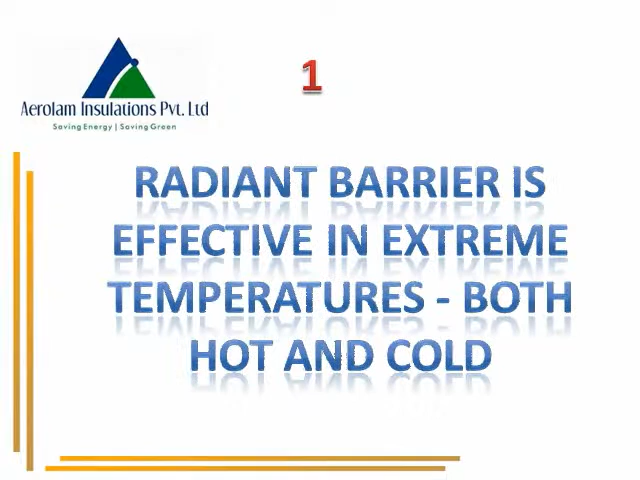 Aerolam Insulations Pvt. Ltd
Saving Energy | Saving Green
1
RADIANT BARRIER IS
EFFECTIVE IN EXTREME
TEMPERATURES - BOTH
HOT AND COLD